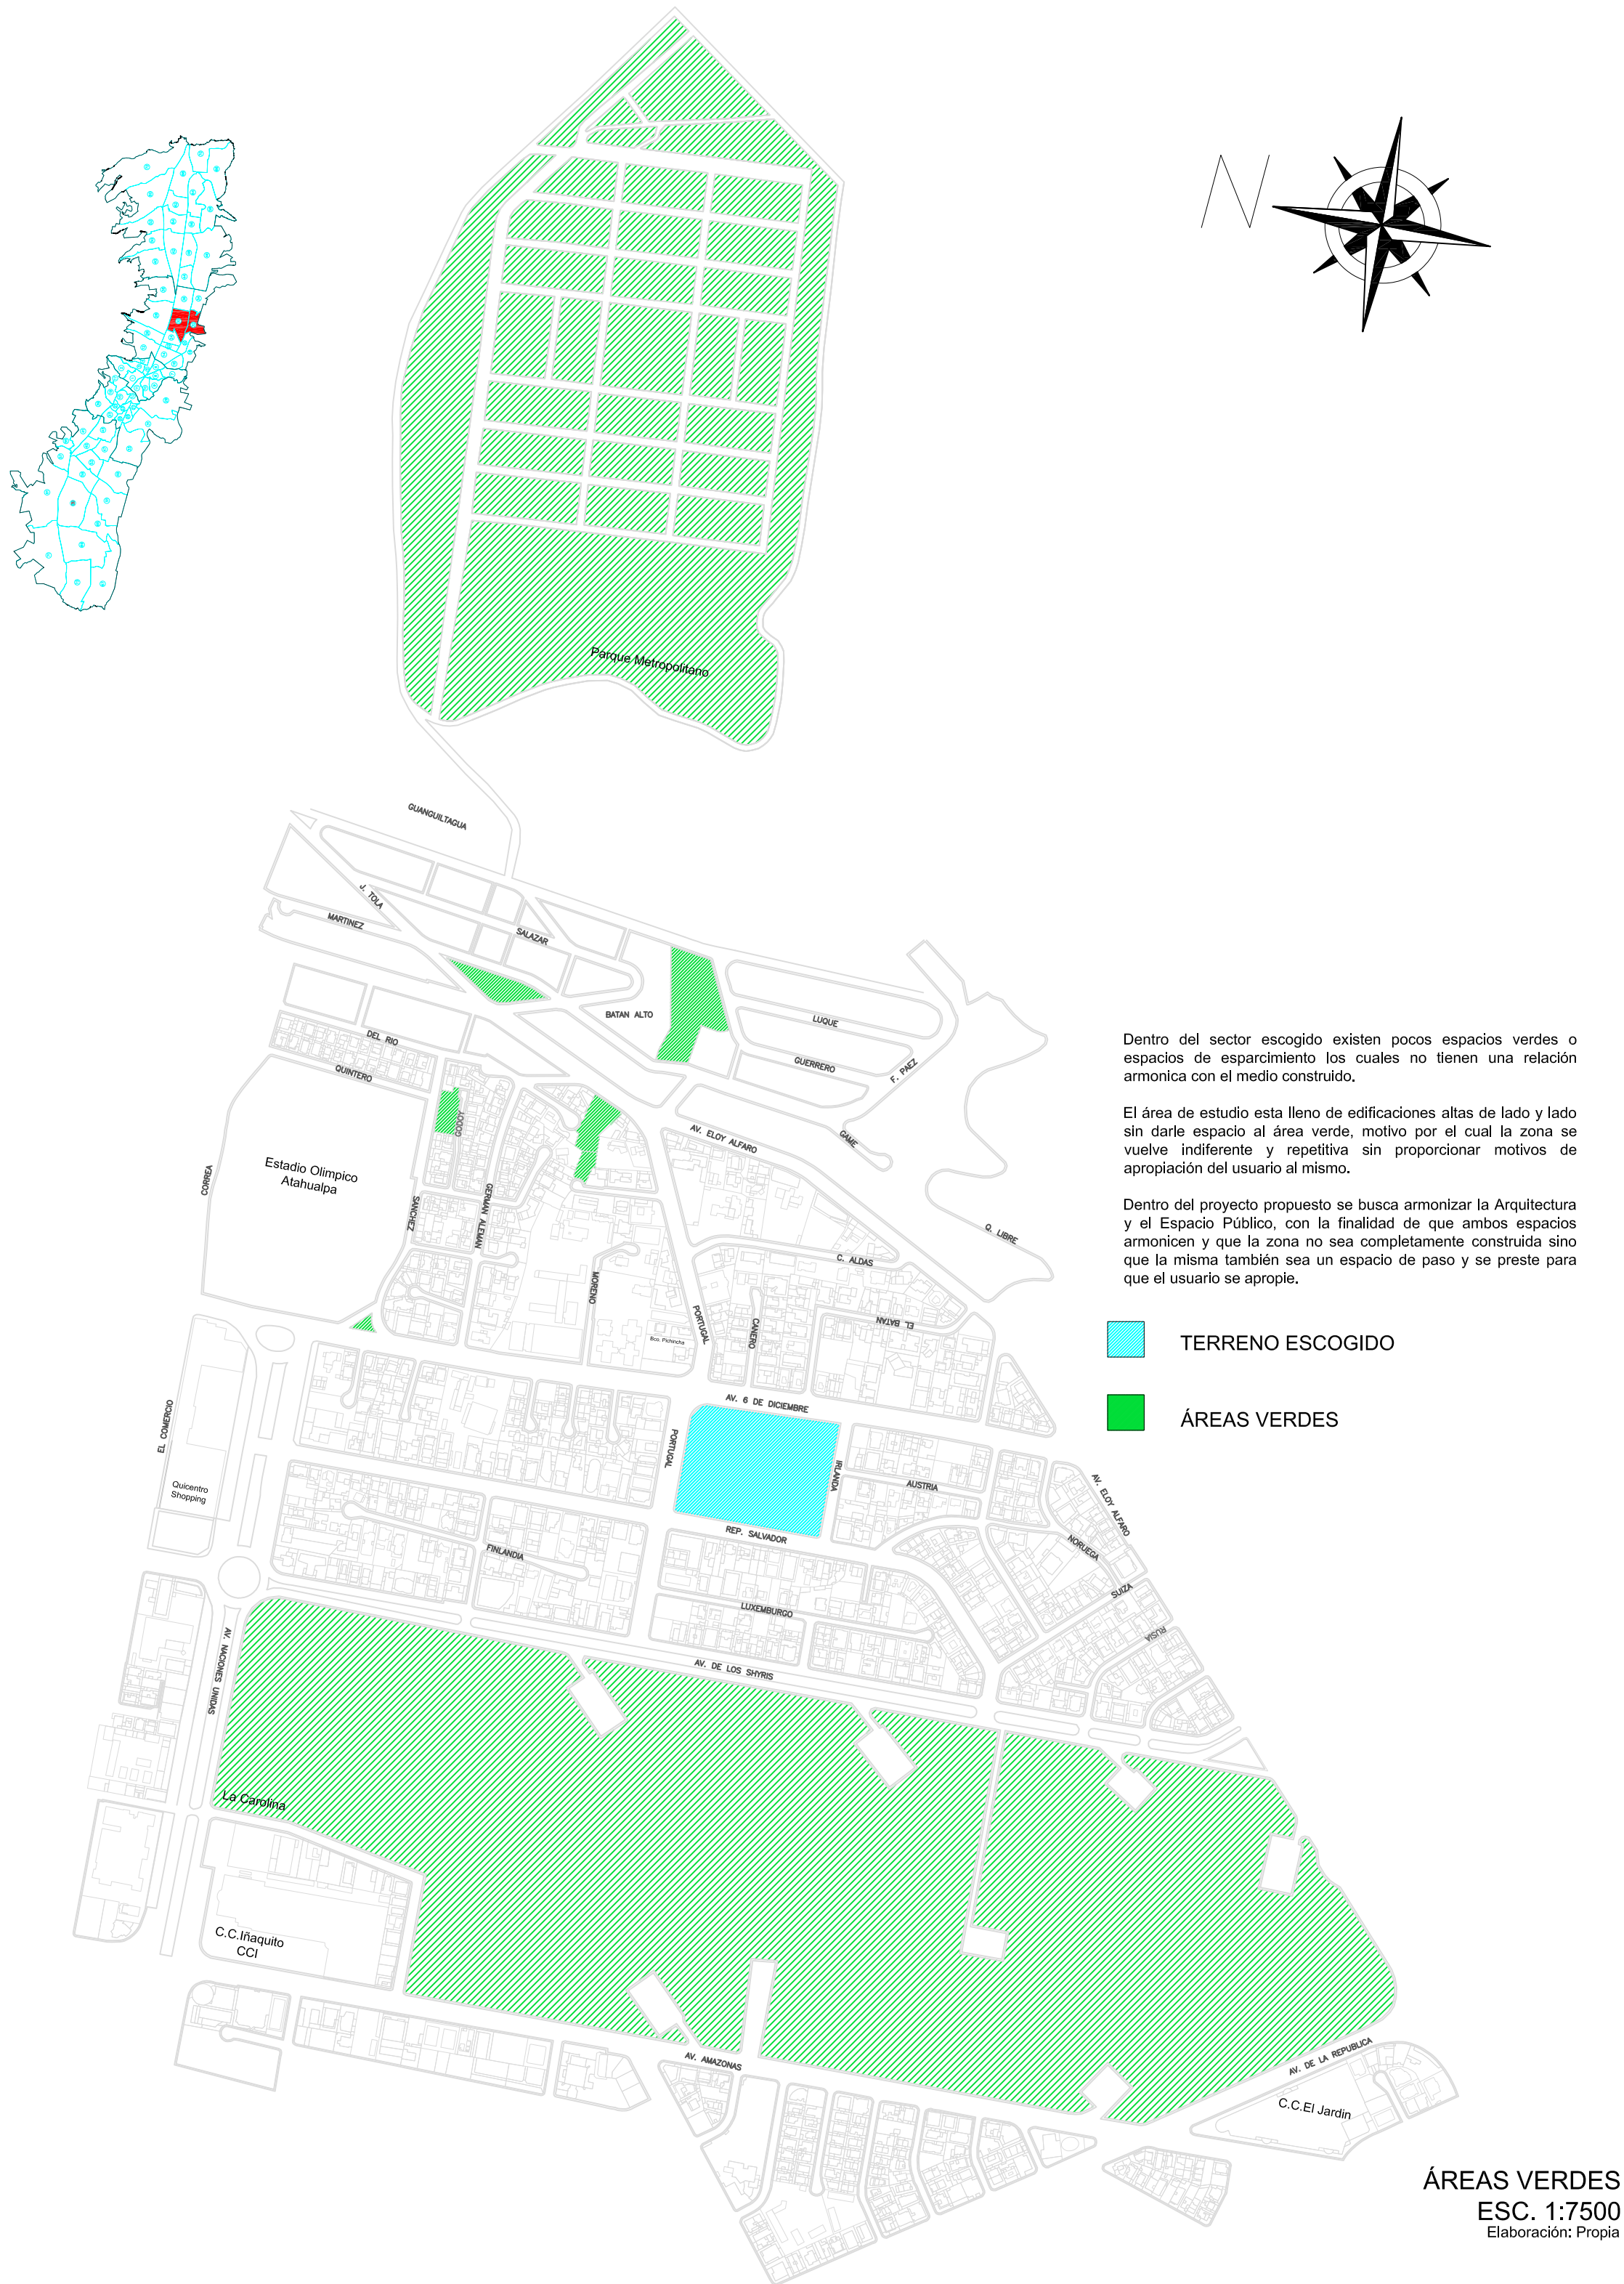 N
Parque Metropolitano
GUANGUILTAGUA
J. TOLA
MARTINEZ
SALAZAR
BATAN ALTO
LUQUE
DEL RIO
GUERRERO
QUINTERO
F. PAEZ
GODOY
AV. ELOY ALFARO
GAME
Estadio Olimpico
Atahualpa
CORREA
SANCHEZ
GERMAN ALEMAN
Q. LIBRE
C. ALDAS
MORENO
PORTUGAL
CANERO
EL BATAN
Bco. Pichincha
Dentro del sector escogido existen pocos espacios verdes o
espacios de esparcimiento los cuales no tienen una relación
armonica con el medio construido.
El área de estudio esta lleno de edificaciones altas de lado y lado
sin darle espacio al área verde, motivo por el cual la zona se
vuelve indiferente y repetitiva sin proporcionar motivos de
apropiación del usuario al mismo.
Dentro del proyecto propuesto se busca armonizar la Arquitectura
y el Espacio Público, con la finalidad de que ambos espacios
armonicen y que la zona no sea completamente construida sino
que la misma también sea un espacio de paso y se preste para
que el usuario se apropie.
TERRENO ESCOGIDO
ÁREAS VERDES
AV. 6 DE DICIEMBRE
EL COMERCIO
PORTUGAL
IRLANDA
AUSTRIA
Quicentro
Shopping
AV. ELOY ALFARO
REP. SALVADOR
FINLANDIA
NORUEGA
SUIZA
LUXEMBURGO
RUSIA
AV. NACIONES UNIDAS
AV. DE LOS SHYRIS
La Carolina
C.C.Iñaquito
CCI
AV. AMAZONAS
AV. DE LA REPUBLICA
C.C.El Jardin
ÁREAS VERDES
ESC. 1:7500
Elaboración: Propia